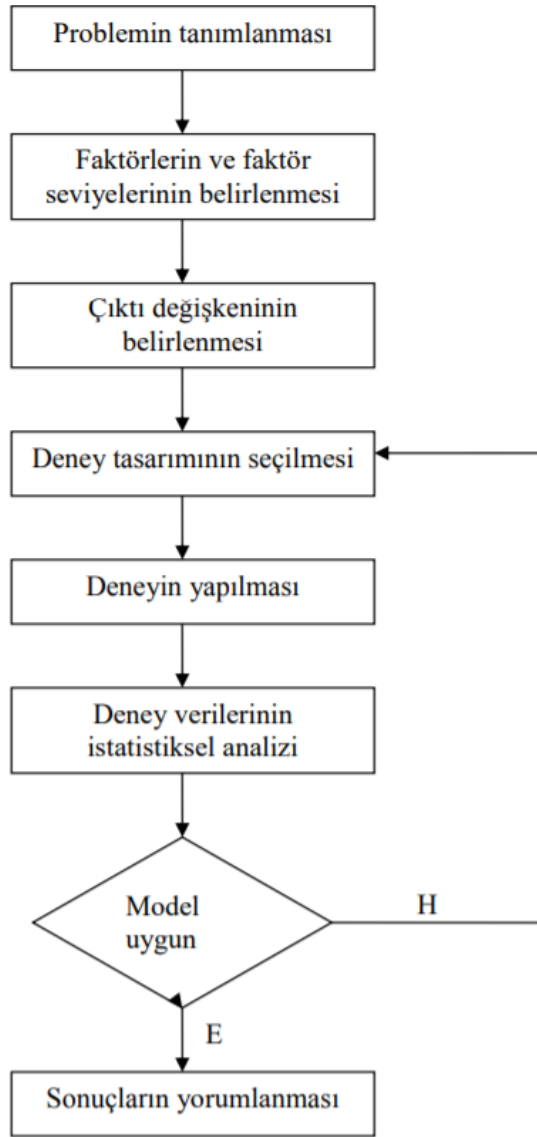 Problemin tanımlanması
Faktörlerin ve faktör
seviyelerinin belirlenmesi
Çıktı değişkeninin
belirlenmesi
Deney tasarımının seçilmesi
Deneyin yapılması
Deney verilerinin
istatistiksel analizi
Model
uygun
H
E
Sonuçların yorumlanması